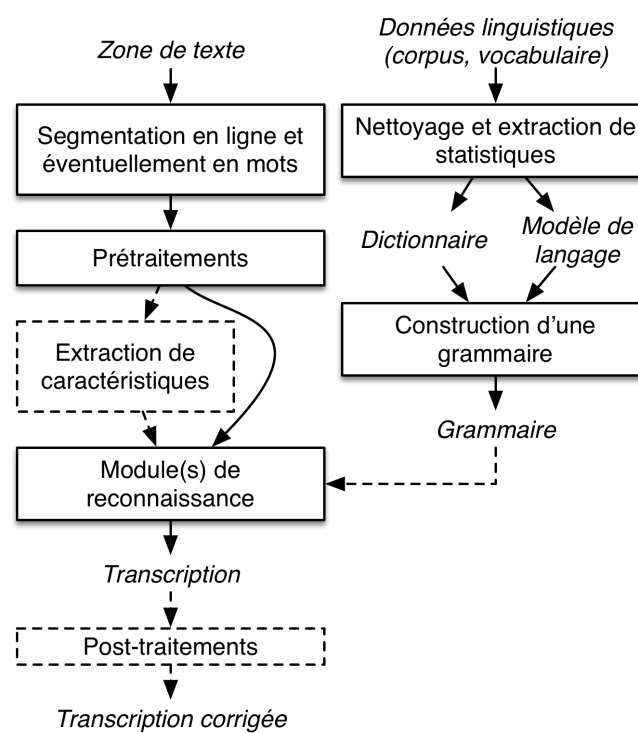 Zone de texte
Segmentation en ligne et
éventuellement en mots
Prétraitements
Extraction de
caractéristiques
Module(s) de
reconnaissance
Transcription
Post-traitements
Transcription corrigée
Données linguistiques
(corpus, vocabulaire)
Nettoyage et extraction de
statistiques
Dictionnaire
Modèle de
langage
Construction d'une
grammaire
Grammaire